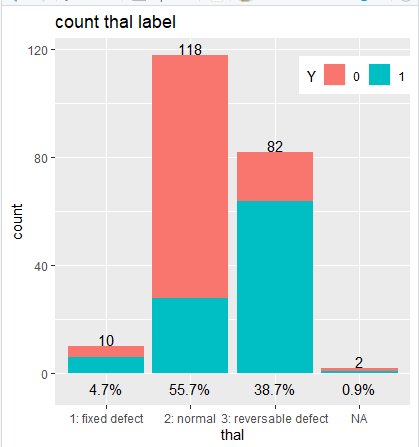 count thal label
120
118
Y 0 1
82
80
count
40
10
2
0
4.7% 55.7% 38.7% 0.9%
1: fixed defect 2: normal 3: reversable defect NA
thal